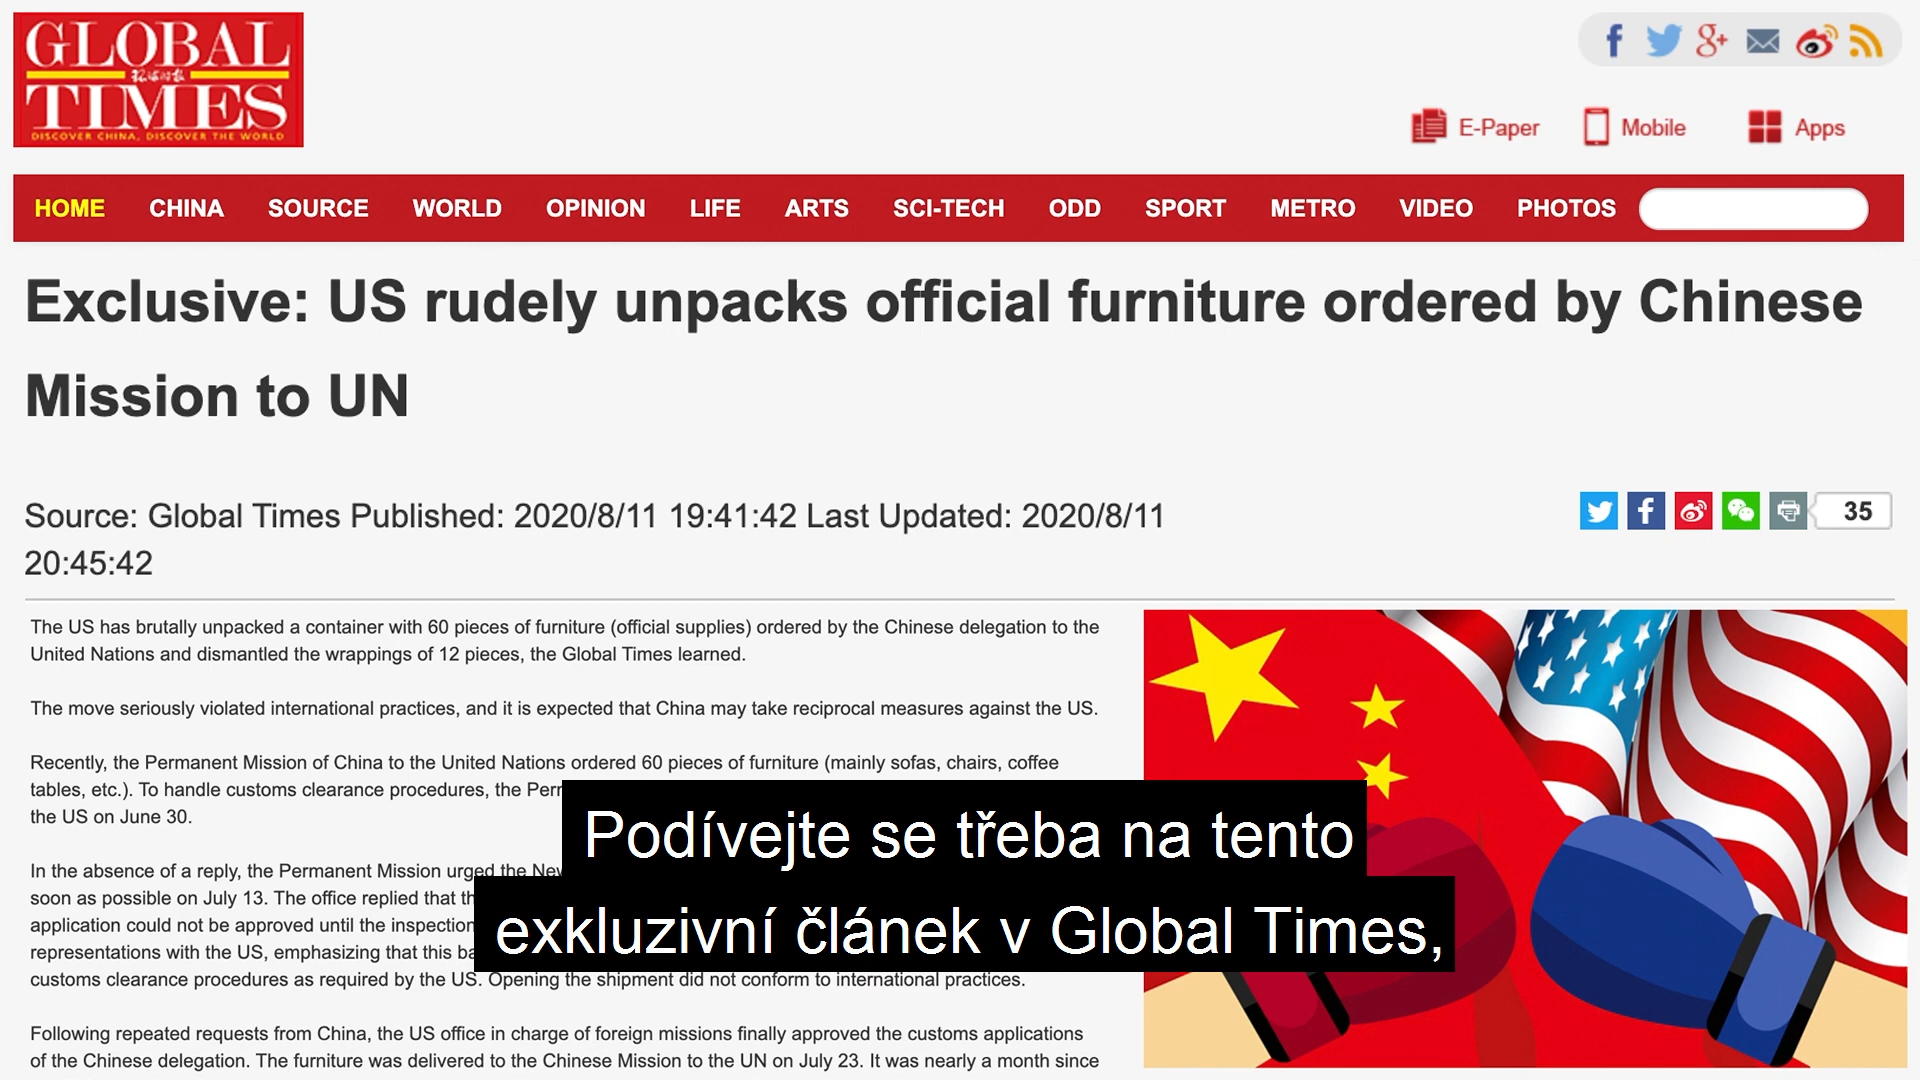 GLOBAL
环球时报
TIMES
DISCOVER CHINA, DISCOVER THE WORLD
E-Paper
Mobile
Apps
HOME CHINA SOURCE WORLD OPINION LIFE ARTS SCI-TECH ODD SPORT METRO VIDEO PHOTOS
Exclusive: US rudely unpacks official furniture ordered by Chinese
Mission to UN
Source: Global Times Published: 2020/8/11 19:41:42 Last Updated: 2020/8/11
20:45:42
35
The US has brutally unpacked a container with 60 pieces of furniture (official supplies) ordered by the Chinese delegation to the
United Nations and dismantled the wrappings of 12 pieces, the Global Times learned.
The move seriously violated international practices, and it is expected that China may take reciprocal measures against the US.
Recently, the Permanent Mission of China to the United Nations ordered 60 pieces of furniture (mainly sofas, chairs, coffee
tables, etc.). To handle customs clearance procedures, the Perr
the US on June 30.
In the absence of a reply, the Permanent Mission urged the New
soon as possible on July 13. The office replied that th
application could not be approved until the inspection
representations with the US, emphasizing that this ba
customs clearance procedures as required by the US. Opening the shipment did not conform to international practices.
Following repeated requests from China, the US office in charge of foreign missions finally approved the customs applications
of the Chinese delegation. The furniture was delivered to the Chinese Mission to the UN on July 23. It was nearly a month since
Podívejte se třeba na tento
exkluzivní článek v Global Times,